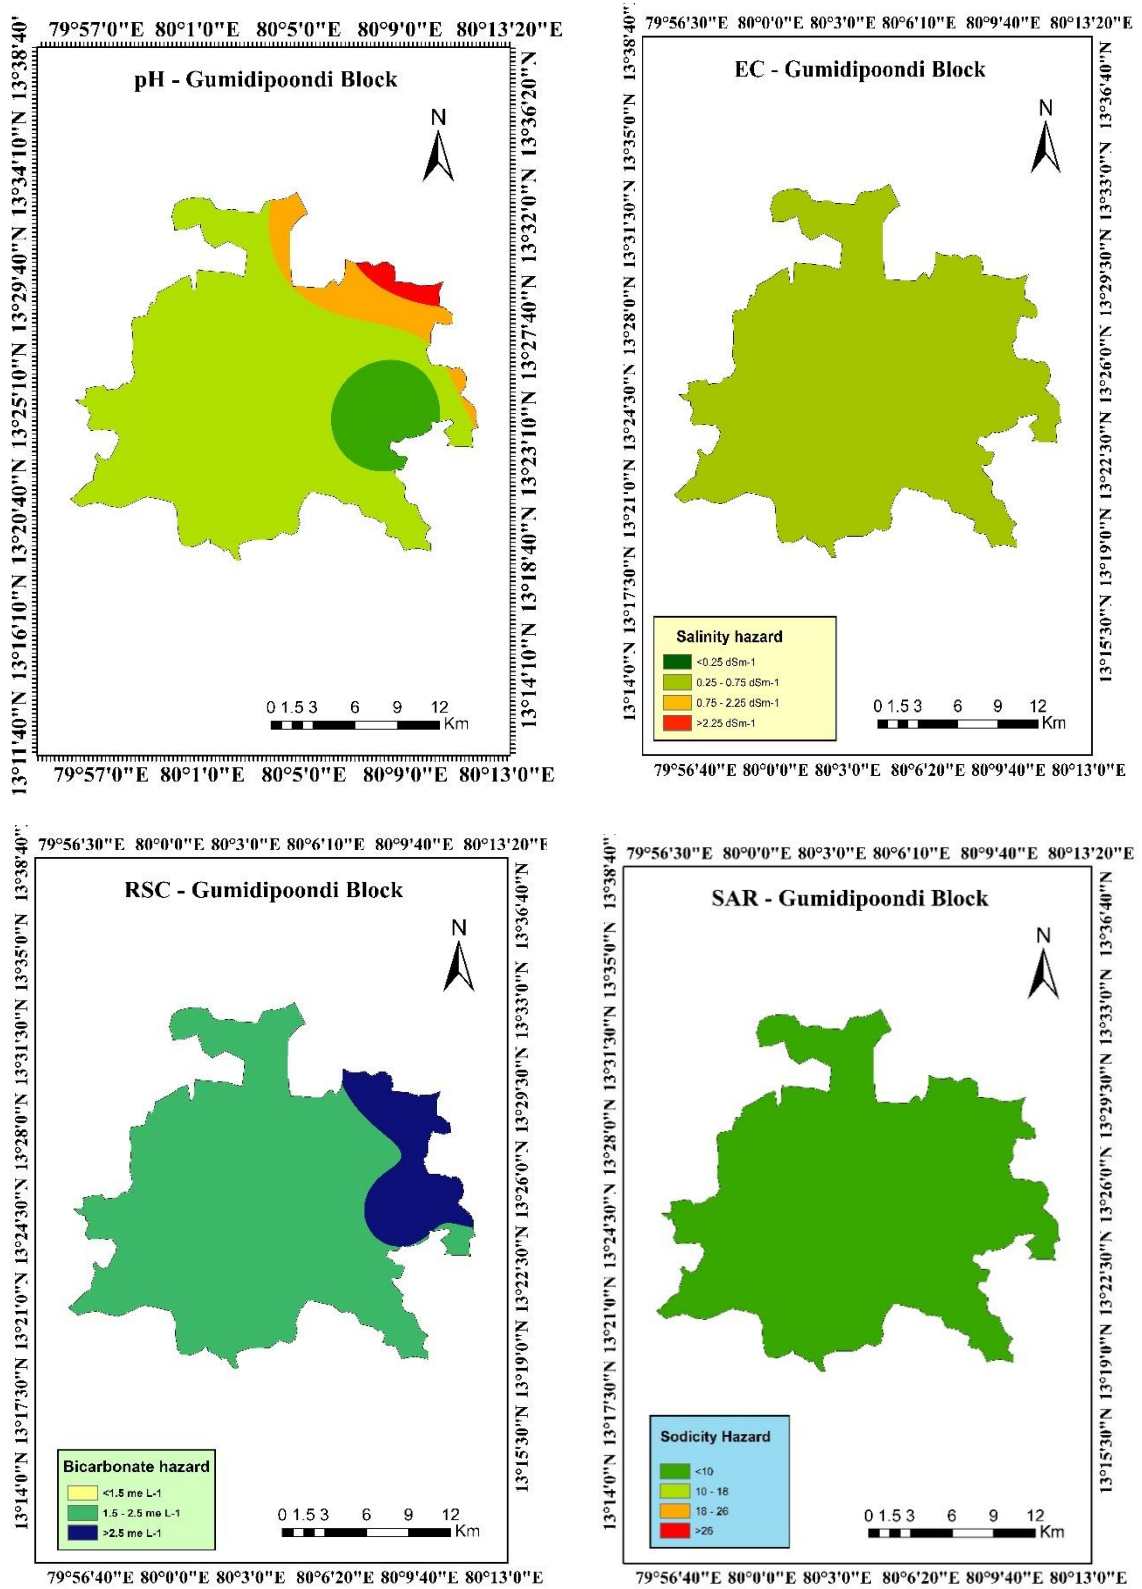 79°57'0"E 80°1'0"E 80°5'0"E 80°9'0"E 80°13'20"E
pH - Gumidipoondi Block
N
13°38'40'
13°34'10"N
13°29'40"N
13°25'10"N
13°20'40"N
13°16'10"N
13°11'40"N
13°36'20"N
13°32'0"N
13°27'40"N
13°23'10"N
13°18'40"N
13°14'10"N
0 1.5 3 6 9 12
Km
79°57'0"E 80°1'0"E 80°5'0"E 80°9'0"E 80°13'0"E
79°56'30"E 80°0'0"E 80°3'0"E 80°6'10"E 80°9'40"E 80°13'20"E
EC - Gumidipoondi Block
N
13°38'40"
13°35'0"N
13°31'30"N
13°28'0"N
13°24'30"N
13°21'0"N
13°17'30"N
13°14'0"N
13°36'40"N
13°33'0"N
13°29'30"N
13°26'0"N
13°22'30"N
13°19'0"N
13°15'30"N
Salinity hazard
<0.25 dSm-1
0.25 - 0.75 dSm-1
0.75 - 2.25 dSm-1
>2.25 dSm-1
0 1.5 3 6 9 12
Km
79°56'40"E 80°0'0"E 80°3'0"E 80°6'20"E 80°9'40"E 80°13'0"E
79°56'30"E 80°0'0"E 80°3'0"E 80°6'10"E 80°9'40"E 80°13'20"E
RSC - Gumidipoondi Block
N
13°38'40"
13°35'0"N
13°31'30"N
13°28'0"N
13°24'30"N
13°21'0"N
13°17'30"N
13°14'0"N
13°36'40"N
13°33'0"N
13°29'30"N
13°26'0"N
13°22'30"N
13°19'0"N
13°15'30"N
Bicarbonate hazard
<1.5 me L-1
1.5 - 2.5 me L-1
>2.5 me L-1
0 1.5 3 6 9 12
Km
79°56'40"E 80°0'0"E 80°3'0"E 80°6'20"E 80°9'40"E 80°13'0"E
79°56'30"E 80°0'0"E 80°3'0"E 80°6'10"E 80°9'40"E 80°13'20"E
SAR - Gumidipoondi Block
N
13°38'40"
13°35'0"N
13°31'30"N
13°28'0"N
13°24'30"N
13°21'0"N
13°17'30"N
13°14'0"N
13°36'40"N
13°33'0"N
13°29'30"N
13°26'0"N
13°22'30"N
13°19'0"N
13°15'30"N
Sodicity Hazard
<10
10 - 18
18 - 26
>26
0 1.5 3 6 9 12
Km
79°56'40"E 80°0'0"E 80°3'0"E 80°6'20"E 80°9'40"E 80°13'0"E